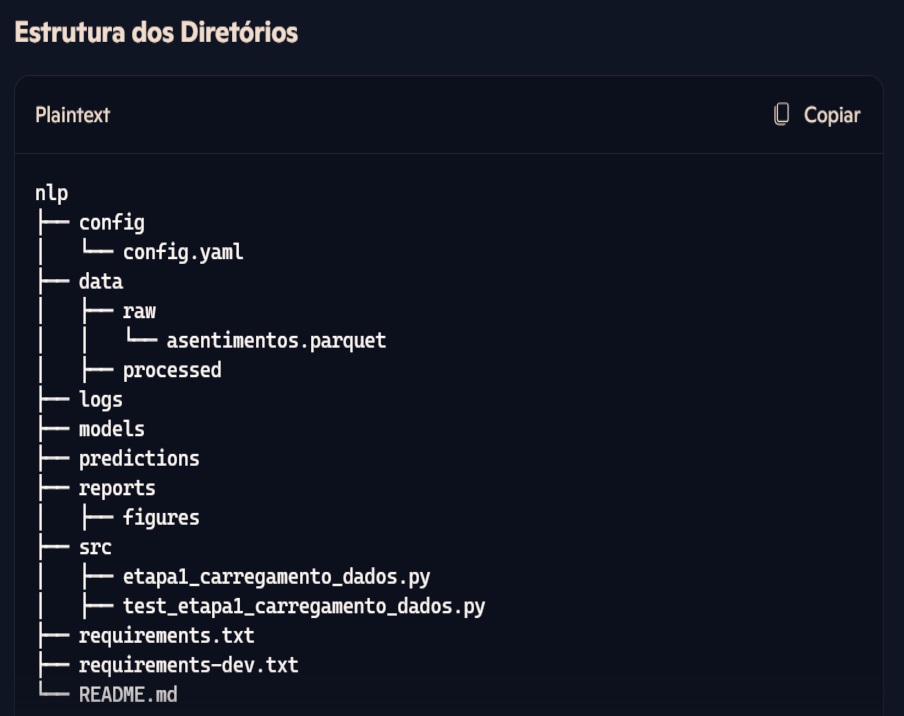 Estrutura dos Diretórios
Plaintext Copiar
nlp
├── config
│   └── config.yaml
├── data
│   ├── raw
│   │   └── asentimentos.parquet
│   ├── processed
├── logs
├── models
├── predictions
├── reports
│   ├── figures
├── src
│   ├── etapa1_carregamento_dados.py
│   ├── test_etapa1_carregamento_dados.py
├── requirements.txt
├── requirements-dev.txt
└── README.md